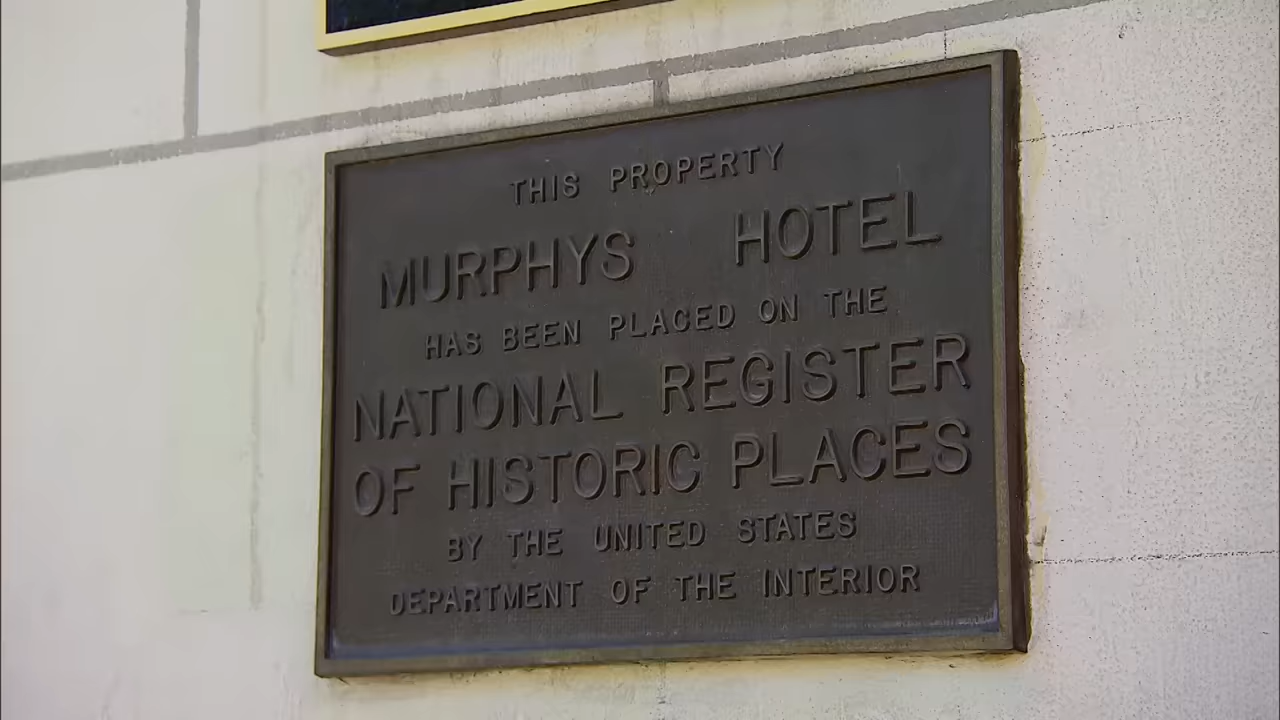 THIS PROPERTY
MURPHYS HOTEL
HAS BEEN PLACED ON THE
NATIONAL REGISTER
OF HISTORIC PLACES
BY THE UNITED STATES
DEPARTMENT OF THE INTERIOR